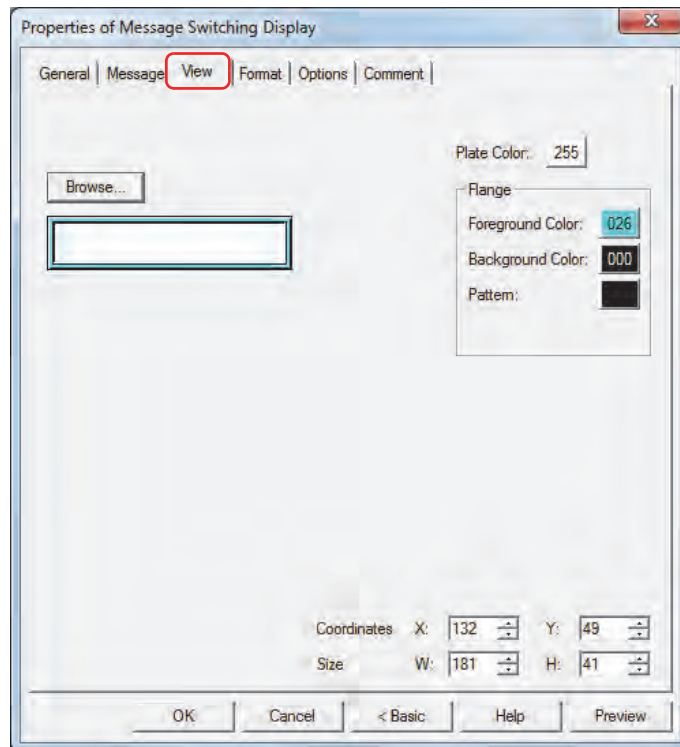 Properties of Message Switching Display
General Message View Format Options Comment
Plate Color: 255
Browse...
Flange
Foreground Color: 026
Background Color: 000
Pattern:
Coordinates X: 132 Y: 49
Size W: 181 H: 41
OK Cancel < Basic Help Preview